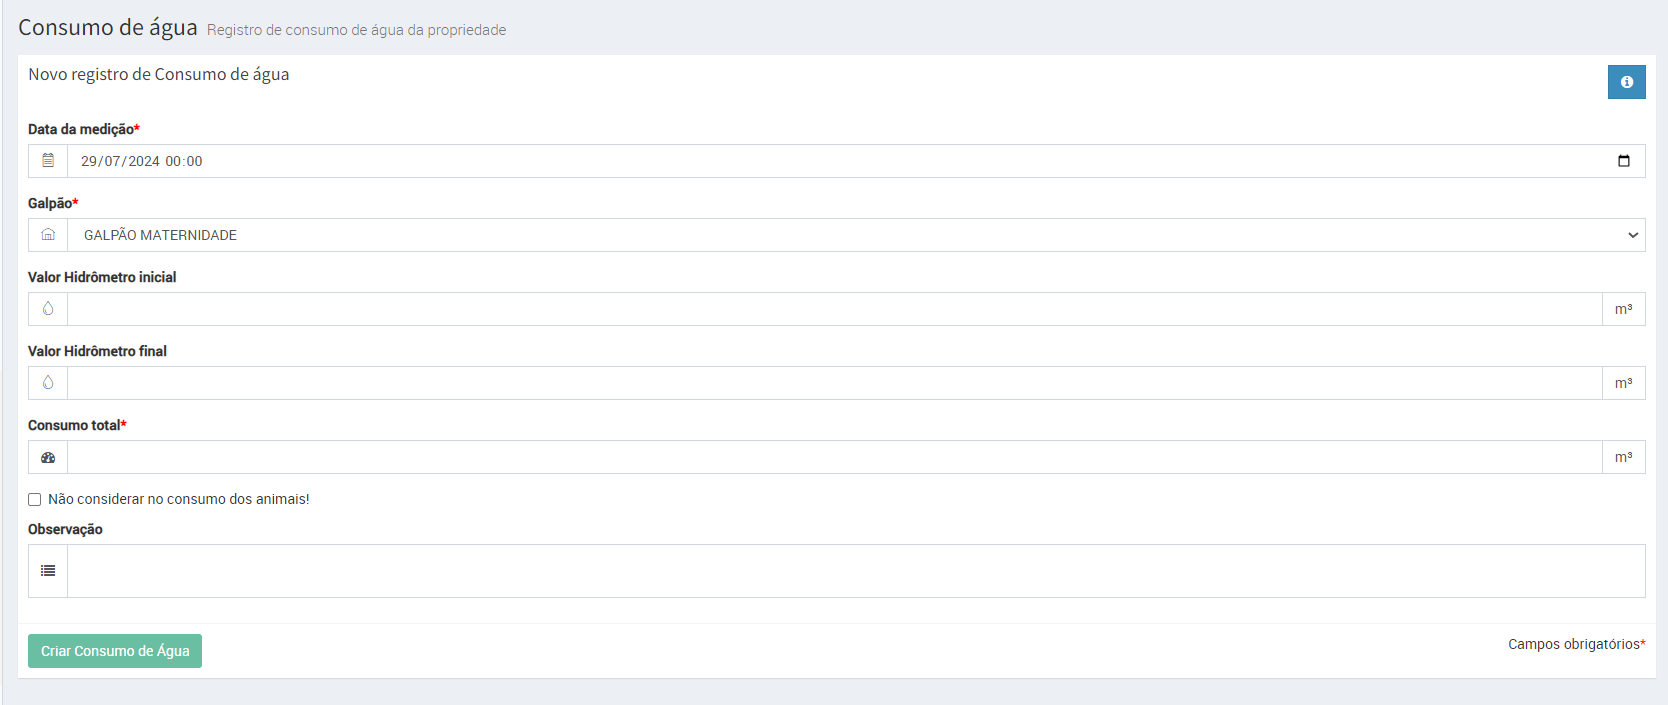 Consumo de água Registro de consumo de água da propriedade
Novo registro de Consumo de água
Data da medição*
29/07/2024 00:00
Galpão*
GALPÃO MATERNIDADE
Valor Hidrômetro inicial
m³
Valor Hidrômetro final
m³
Consumo total*
m³
Não considerar no consumo dos animais!
Observação
Criar Consumo de Água
Campos obrigatórios*